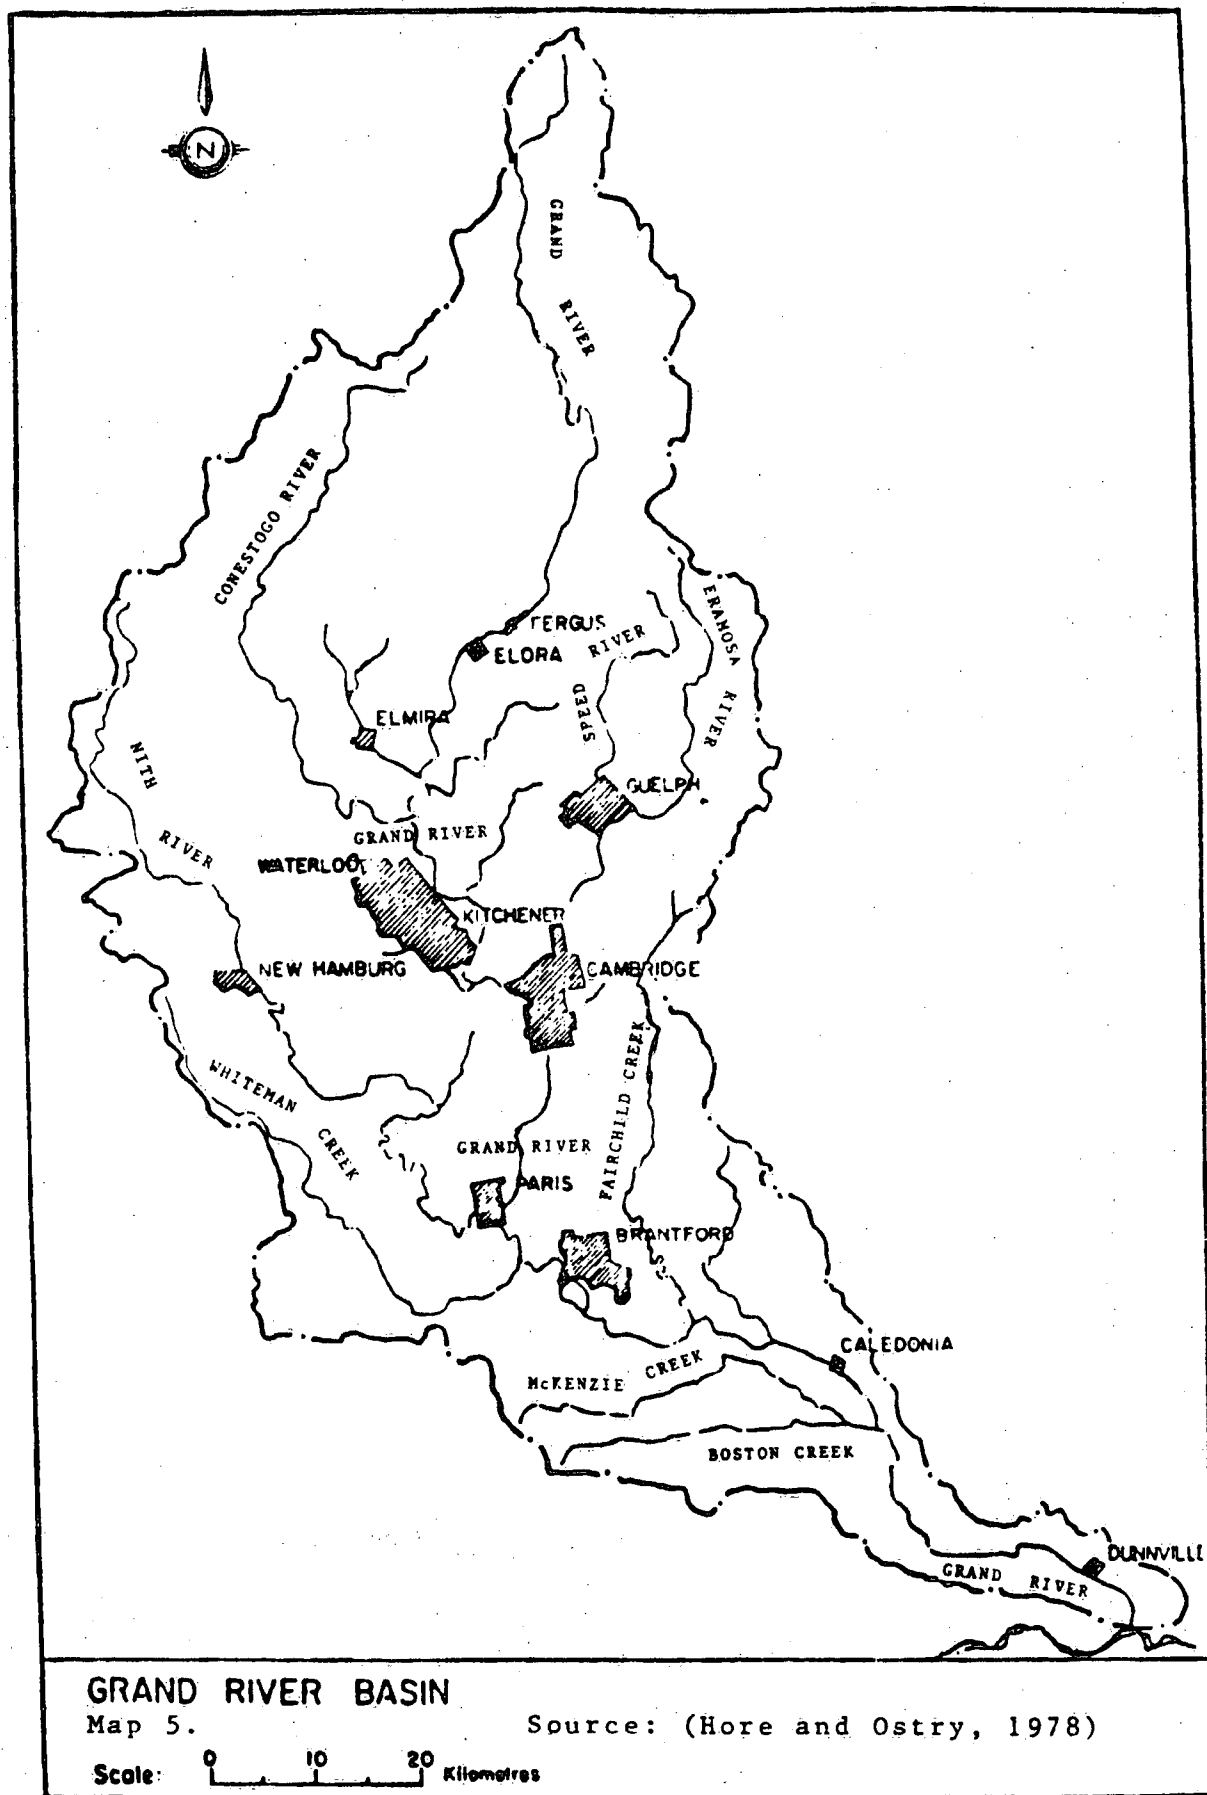 N
GRAND
RIVER
CONESTOGO RIVER
FERGUS
ELORA
SPEED
RIVER
ERAMOSA
RIVER
ELMIRA
NITH
RIVER
GUELPH
GRAND RIVER
WATERLOO
KITCHENER
NEW HAMBURG
CAMBRIDGE
WHITEMAN
CREEK
FAIRCHILD CREEK
GRAND RIVER
PARIS
BRANTFORD
CALEDONIA
McKENZIE CREEK
BOSTON CREEK
DUNNVILLE
GRAND RIVER
GRAND RIVER BASIN
Map 5. Source: (Hore and Ostry, 1978)
0 10 20
Scale: Kilometres